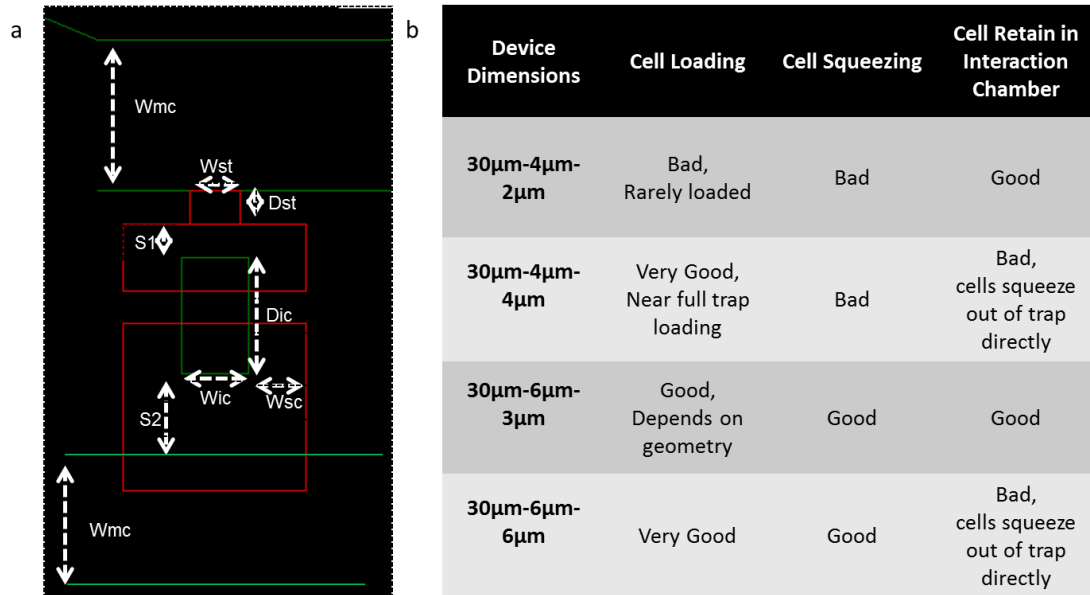 a
Wmc
Wst
Dst
S1
Dic
Wic
Wsc
S2
Wmc
b
Device
Dimensions
Cell Loading
Cell Squeezing
Cell Retain in
Interaction
Chamber
30μm-4μm-
2μm
Bad,
Rarely loaded
Bad
Good
30μm-4μm-
4μm
Very Good,
Near full trap
loading
Bad
Bad,
cells squeeze
out of trap
directly
30μm-6μm-
3μm
Good,
Depends on
geometry
Good
Good
30μm-6μm-
6μm
Very Good
Good
Bad,
cells squeeze
out of trap
directly